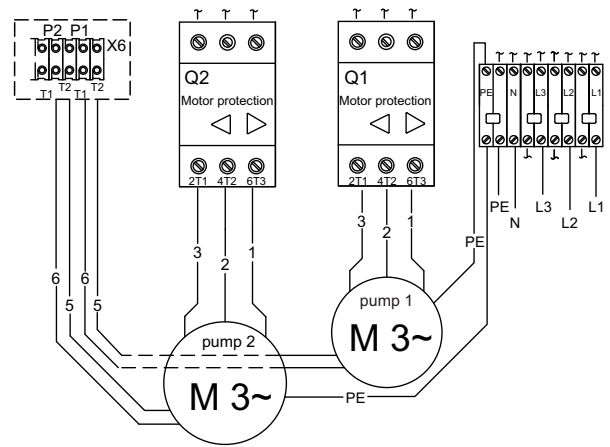 P2 P1
X6
T1 T2 T1 T2
Q2
Motor protection
2T1 4T2 6T3
Q1
Motor protection
2T1 4T2 6T3
PE N L3 L2 L1
PE N L3 L2 L1
3 2 1
3 2 1
PE
6 5 6 5
pump 1
M 3~
pump 2
M 3~
PE